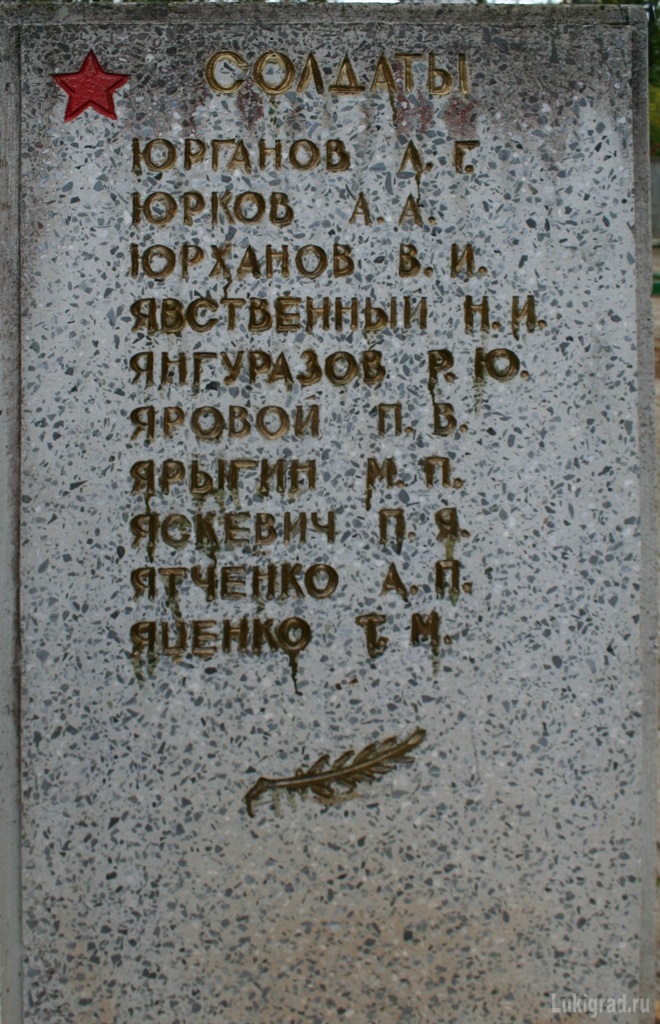 СОЛДАТЫ
ЮРГАНОВ Л. Г.
ЮРКОВ А. А.
ЮРХАНОВ В. И.
ЯВСТВЕННЫЙ Н. И.
ЯНГУРАЗОВ Р. Ю.
ЯРОВОЙ П. В.
ЯРЫГИН М. П.
ЯСКЕВИЧ П. Я.
ЯТЧЕНКО Д. П.
ЯЦЕНКО Т. М.
Lukigrad.ru